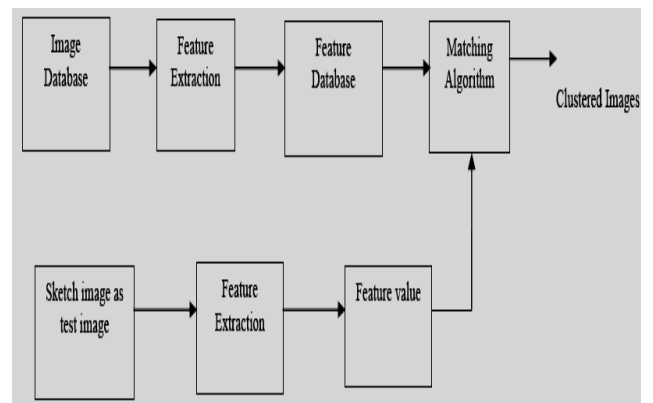 Image
Database
Feature
Extraction
Feature
Database
Matching
Algorithm
Clustered Images
Sketch image as
test image
Feature
Extraction
Feature value